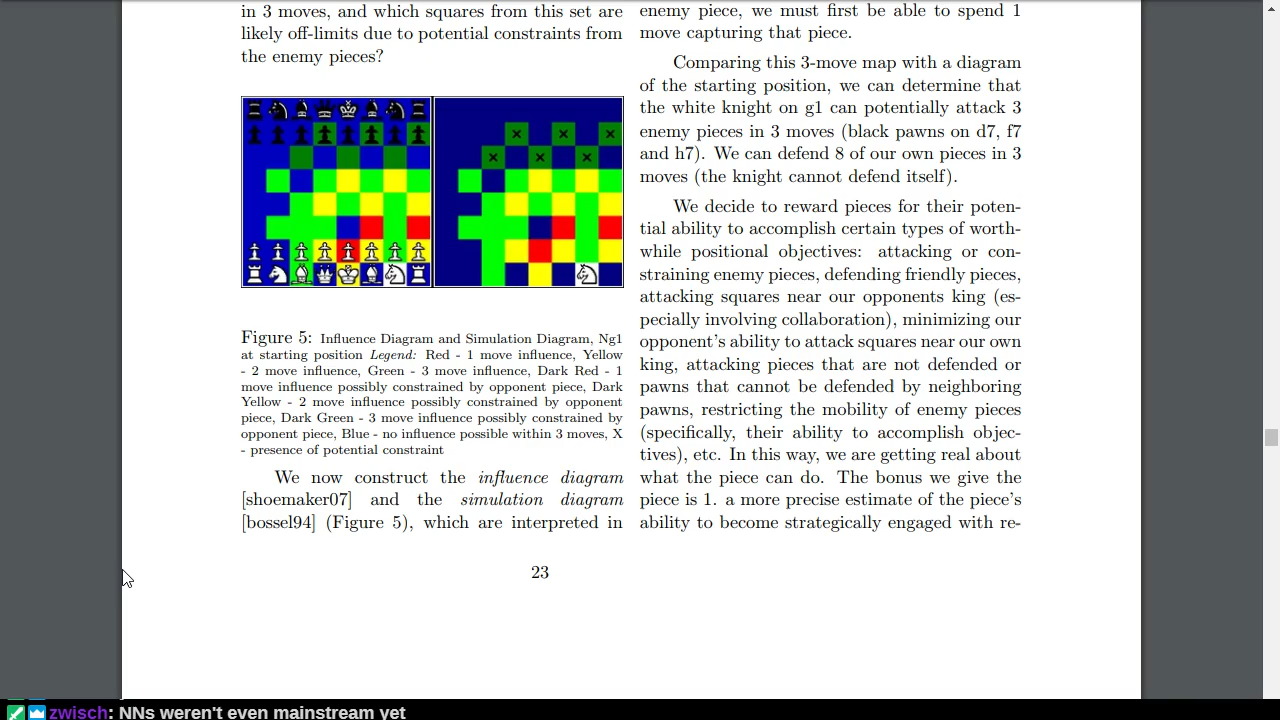 in 3 moves, and which squares from this set are
likely off-limits due to potential constraints from
the enemy pieces?
Figure 5: Influence Diagram and Simulation Diagram, Ng1
at starting position Legend: Red - 1 move influence, Yellow
- 2 move influence, Green - 3 move influence, Dark Red - 1
move influence possibly constrained by opponent piece, Dark
Yellow - 2 move influence possibly constrained by opponent
piece, Dark Green - 3 move influence possibly constrained by
opponent piece, Blue - no influence possible within 3 moves, X
- presence of potential constraint
We now construct the influence diagram
[shoemaker07] and the simulation diagram
[bossel94] (Figure 5), which are interpreted in
enemy piece, we must first be able to spend 1
move capturing that piece.
Comparing this 3-move map with a diagram
of the starting position, we can determine that
the white knight on g1 can potentially attack 3
enemy pieces in 3 moves (black pawns on d7, f7
and h7). We can defend 8 of our own pieces in 3
moves (the knight cannot defend itself).
We decide to reward pieces for their poten-
tial ability to accomplish certain types of worth-
while positional objectives: attacking or con-
straining enemy pieces, defending friendly pieces,
attacking squares near our opponents king (es-
pecially involving collaboration), minimizing our
opponent's ability to attack squares near our own
king, attacking pieces that are not defended or
pawns that cannot be defended by neighboring
pawns, restricting the mobility of enemy pieces
(specifically, their ability to accomplish objec-
tives), etc. In this way, we are getting real about
what the piece can do. The bonus we give the
piece is 1. a more precise estimate of the piece's
ability to become strategically engaged with re-
23
zwisch: NNs weren't even mainstream yet